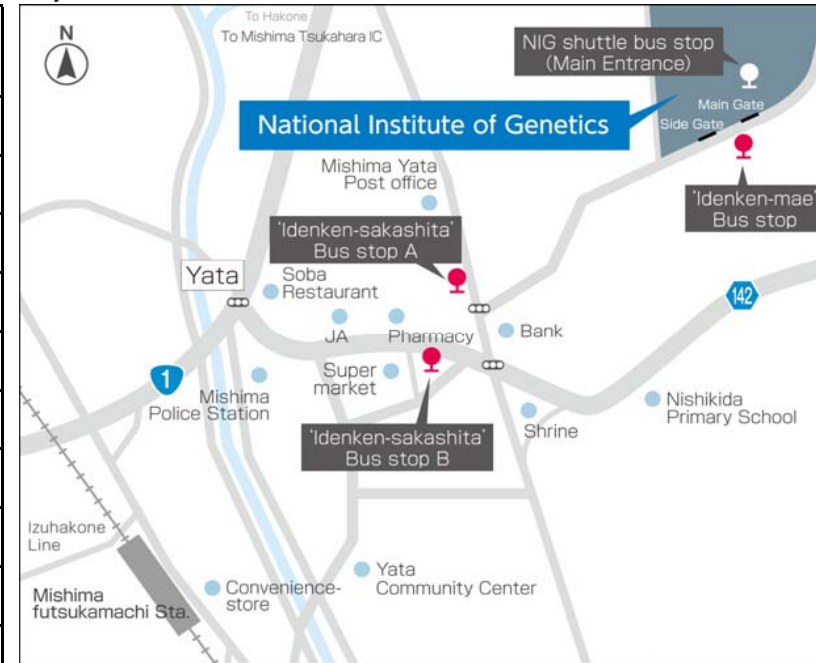 N
To Hakone
To Mishima Tsukahara IC
NIG shuttle bus stop
(Main Entrance)
Main Gate
Side Gate
National Institute of Genetics
'Idenken-mae'
Bus stop
Mishima Yata
Post office
'Idenken-sakashita'
Bus stop A
Yata
Soba
Restaurant
142
JA
Pharmacy
Bank
1
Mishima
Police Station
Super
market
Nishikida
Primary School
Shrine
'Idenken-sakashita'
Bus stop B
Izuhakone
Line
Mishima
futsukamachi Sta.
Convenience-
store
Yata
Community Center